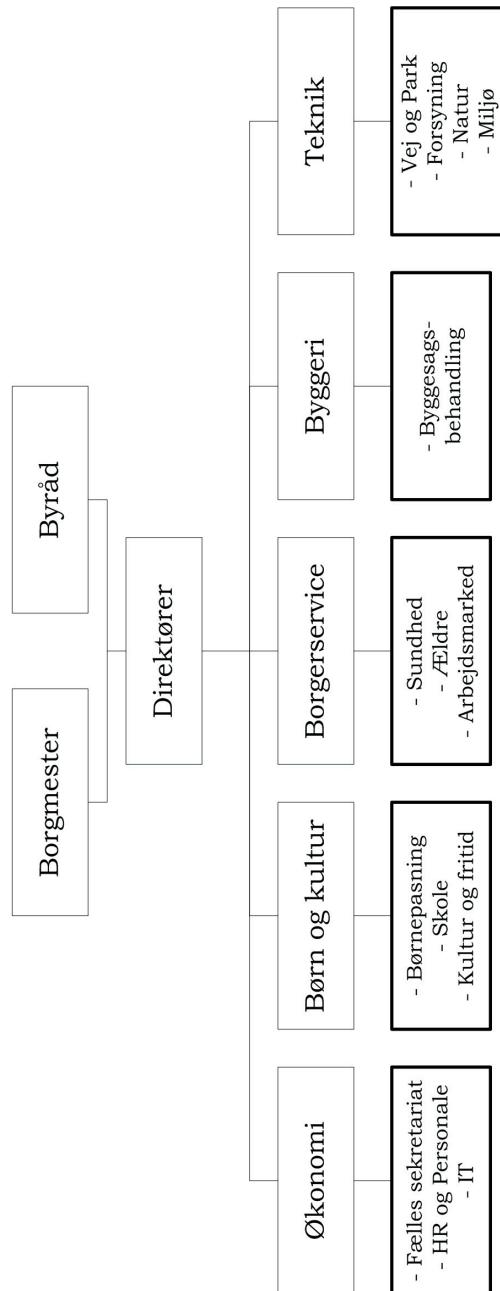 Borgmester
Byråd
Direktører
Økonomi
Børn og kultur
Borgerservice
Byggeri
Teknik
- Fælles sekretariat
- HR og Personale
- IT
- Børnepasning
- Skole
- Kultur og fritid
- Sundhed
- Ældre
- Arbejdsmarked
- Byggesags-
behandling
- Vej og Park
- Forsyning
- Natur
- Miljø